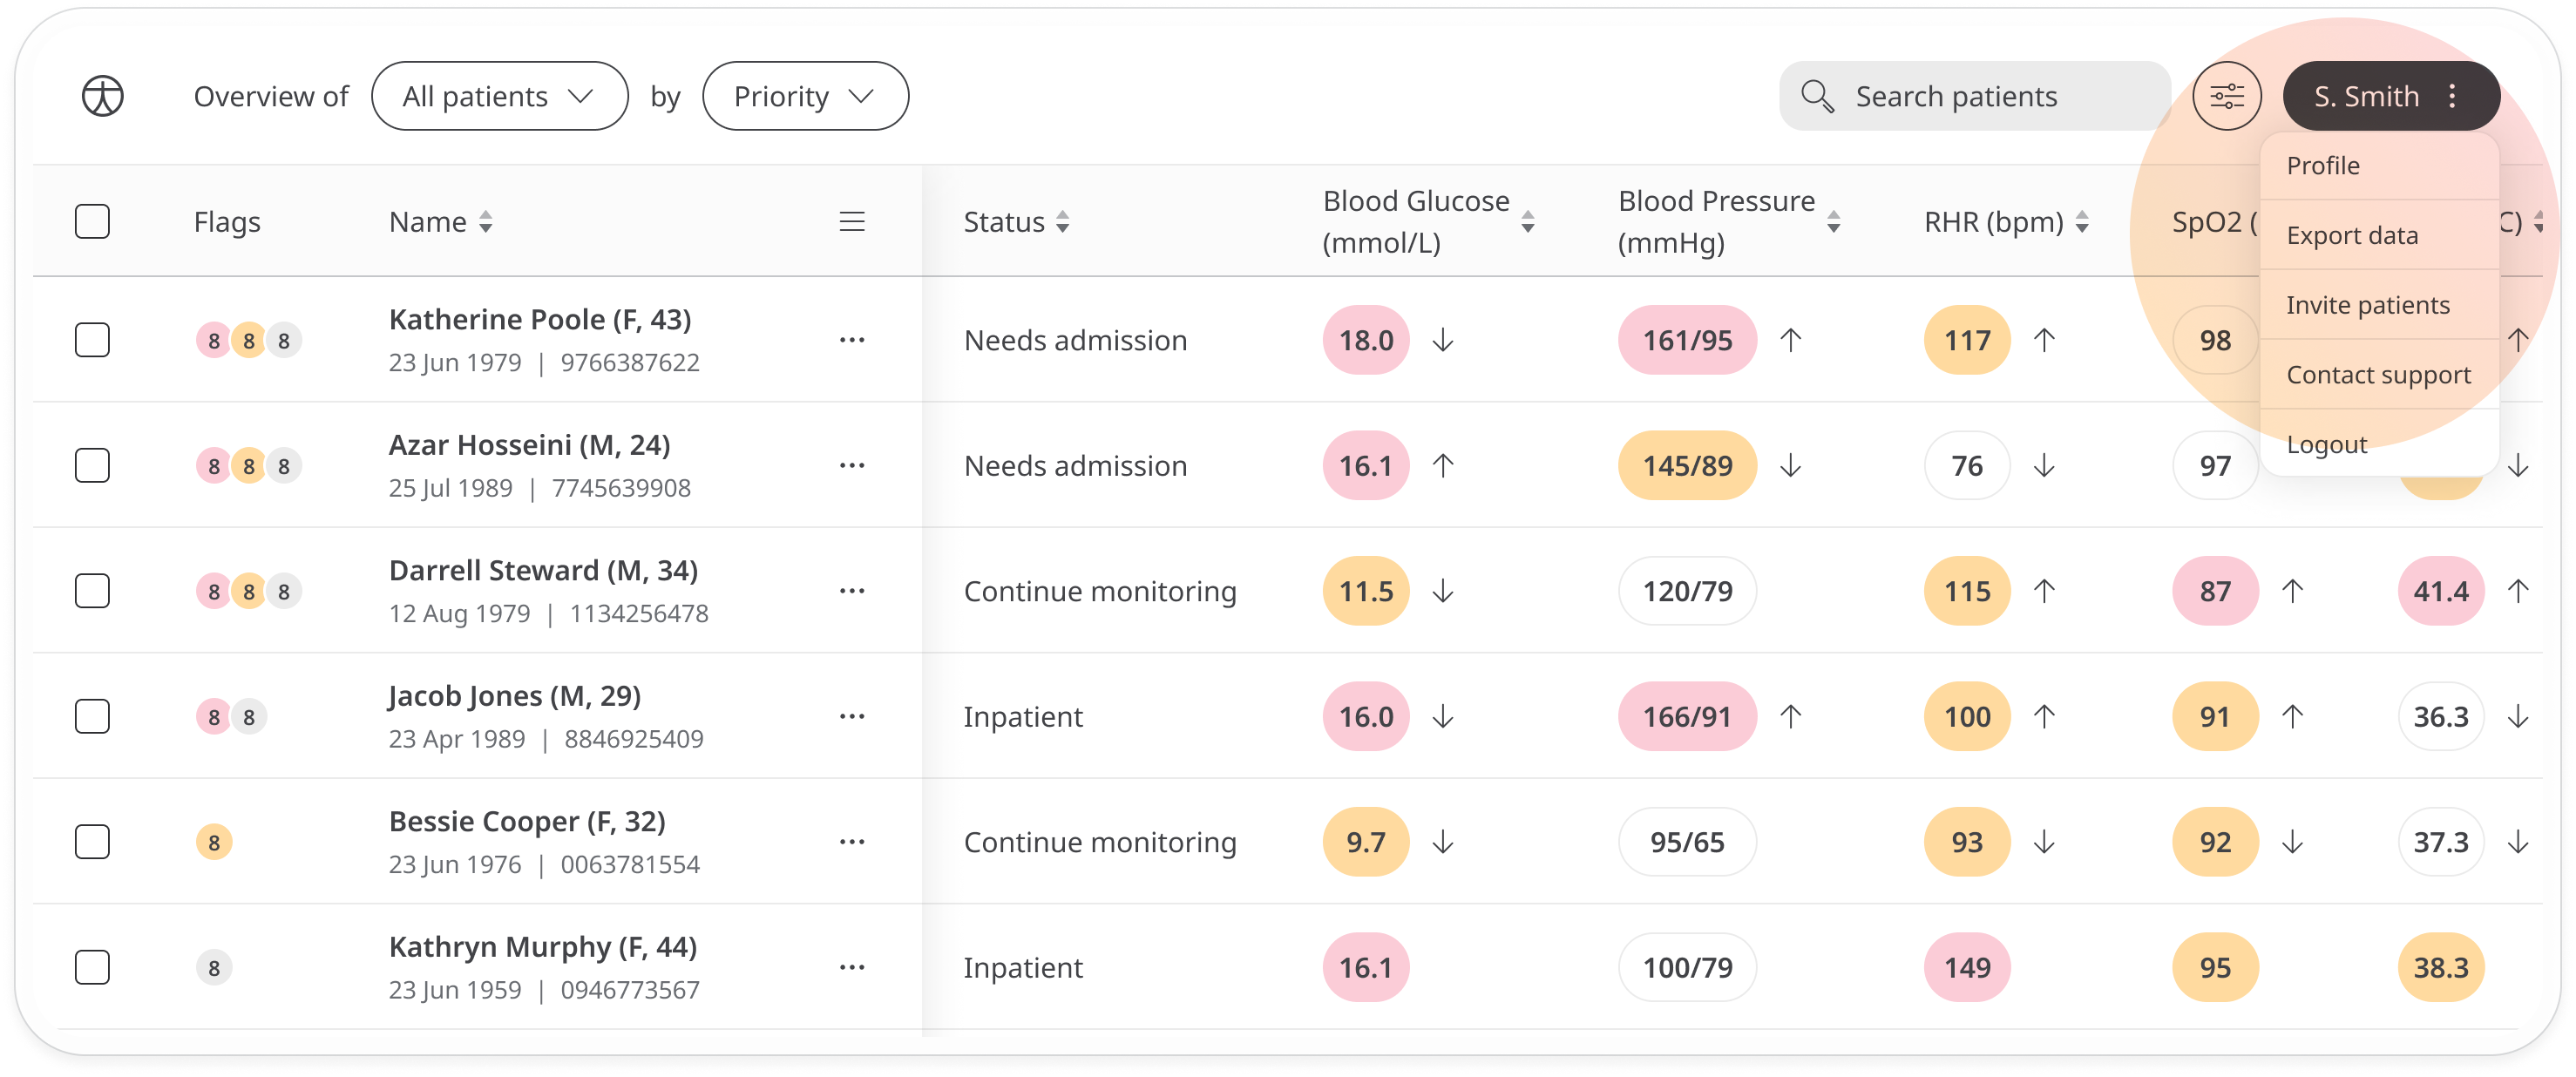 Overview of All patients by Priority Search patients S. Smith
Profile
Export data
Invite patients
Contact support
Logout
Flags Name Status Blood Glucose (mmol/L) Blood Pressure (mmHg) RHR (bpm) SpO2 ( C)
8 8 8 Katherine Poole (F, 43) Needs admission 18.0 161/95 117 98
23 Jun 1979 | 9766387622
8 8 8 Azar Hosseini (M, 24) Needs admission 16.1 145/89 76 97
25 Jul 1989 | 7745639908
8 8 8 Darrell Steward (M, 34) Continue monitoring 11.5 120/79 115 87 41.4
12 Aug 1979 | 1134256478
8 8 Jacob Jones (M, 29) Inpatient 16.0 166/91 100 91 36.3
23 Apr 1989 | 8846925409
8 Bessie Cooper (F, 32) Continue monitoring 9.7 95/65 93 92 37.3
23 Jun 1976 | 0063781554
8 Kathryn Murphy (F, 44) Inpatient 16.1 100/79 149 95 38.3
23 Jun 1959 | 0946773567